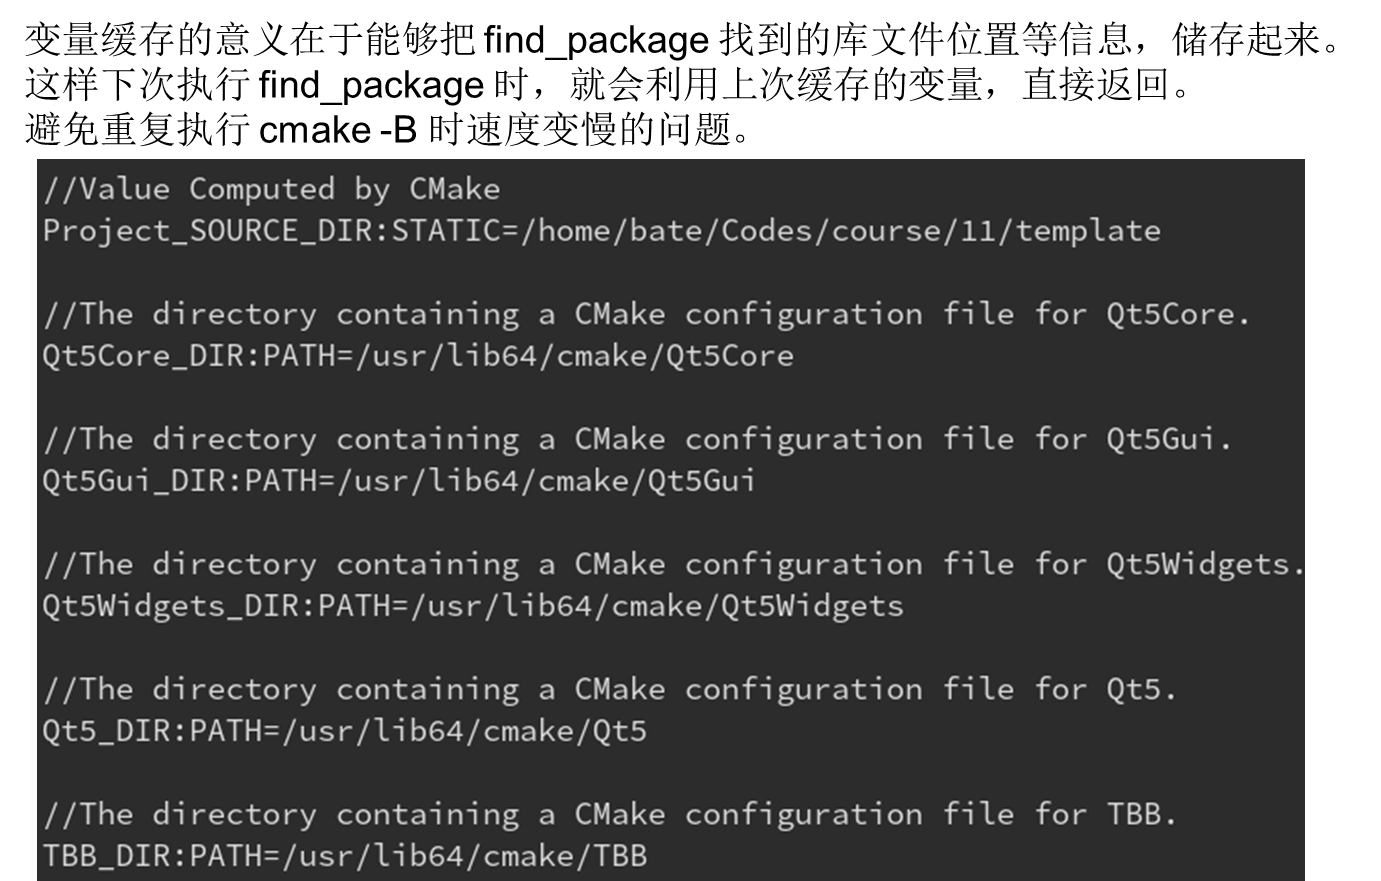 变量缓存的意义在于能够把 find_package 找到的库文件位置等信息，储存起来。
这样下次执行 find_package 时，就会利用上次缓存的变量，直接返回。
避免重复执行 cmake -B 时速度变慢的问题。
//Value Computed by CMake
Project_SOURCE_DIR:STATIC=/home/bate/Codes/course/11/template
//The directory containing a CMake configuration file for Qt5Core.
Qt5Core_DIR:PATH=/usr/lib64/cmake/Qt5Core
//The directory containing a CMake configuration file for Qt5Gui.
Qt5Gui_DIR:PATH=/usr/lib64/cmake/Qt5Gui
//The directory containing a CMake configuration file for Qt5Widgets.
Qt5Widgets_DIR:PATH=/usr/lib64/cmake/Qt5Widgets
//The directory containing a CMake configuration file for Qt5.
Qt5_DIR:PATH=/usr/lib64/cmake/Qt5
//The directory containing a CMake configuration file for TBB.
TBB_DIR:PATH=/usr/lib64/cmake/TBB